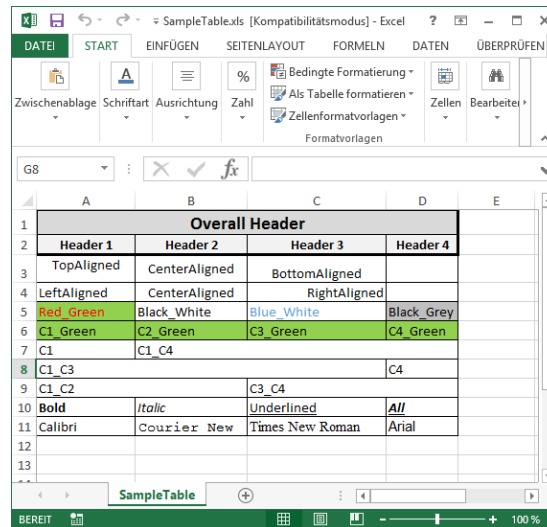 SampleTable.xls [Kompatibilitätsmodus] - Excel ?
DATEI START EINFÜGEN SEITENLAYOUT FORMELN DATEN ÜBERPRÜFEN
Bedingte Formatierung
Als Tabelle formatieren
Zellenformatvorlagen
Zwischenablage Schriftart Ausrichtung Zahl Zellen Bearbeiten
Formatvorlagen
G8 fx
A B C D E
1 Overall Header
2 Header 1 Header 2 Header 3 Header 4
3 TopAligned CenterAligned BottomAligned
4 LeftAligned CenterAligned RightAligned
5 Red_Green Black_White Blue_White Black_Grey
6 C1_Green C2_Green C3_Green C4_Green
7 C1 C1_C4
8 C1_C3 C4
9 C1_C2 C3_C4
10 Bold Italic Underlined All
11 Calibri Courier New Times New Roman Arial
12
13
SampleTable
BEREIT 100 %